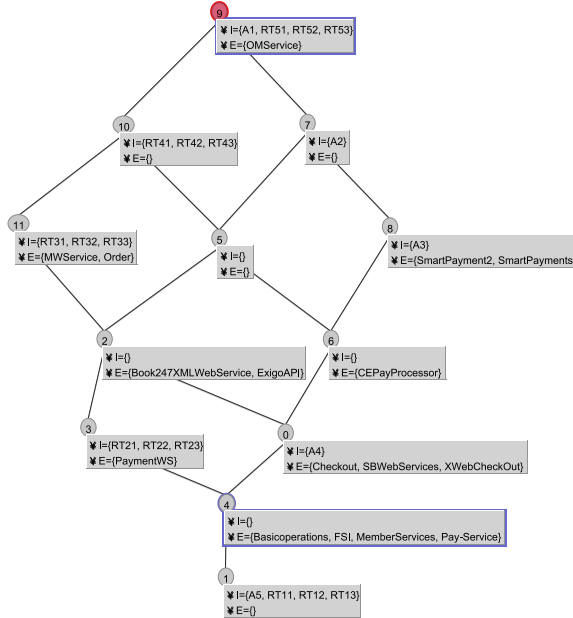 9
¥ I={A1, RT51, RT52, RT53}
¥ E={OMService}
10
¥ I={RT41, RT42, RT43}
¥ E={}
7
¥ I={A2}
¥ E={}
11
¥ I={RT31, RT32, RT33}
¥ E={MWService, Order}
5
¥ I={}
¥ E={}
8
¥ I={A3}
¥ E={SmartPayment2, SmartPayments
2
¥ I={}
¥ E={Book247XMLWebService, ExigoAPI}
6
¥ I={}
¥ E={CEPayProcessor}
3
¥ I={RT21, RT22, RT23}
¥ E={PaymentWS}
0
¥ I={A4}
¥ E={Checkout, SBWebServices, XWebCheckOut}
4
¥ I={}
¥ E={Basicoperations, FSI, MemberServices, Pay-Service}
1
¥ I={A5, RT11, RT12, RT13}
¥ E={}